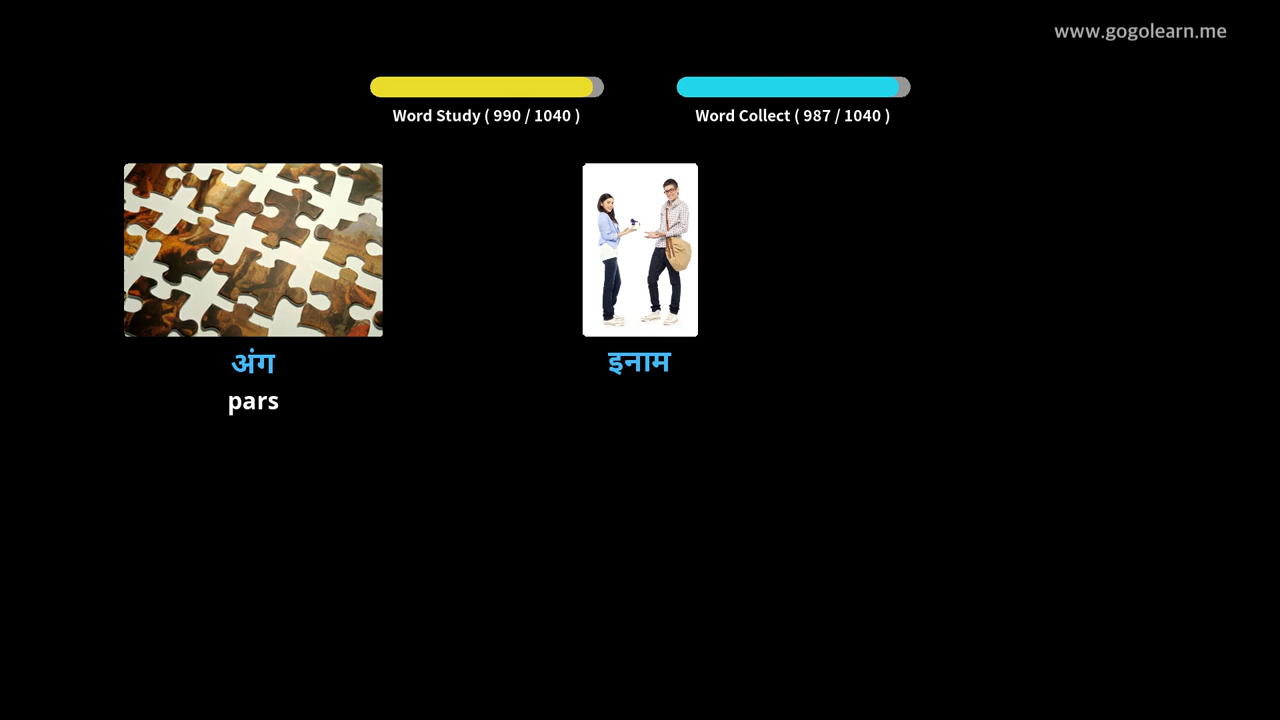 www.gogolearn.me
Word Study ( 990 / 1040 )
Word Collect ( 987 / 1040 )
अंग
pars
इनाम